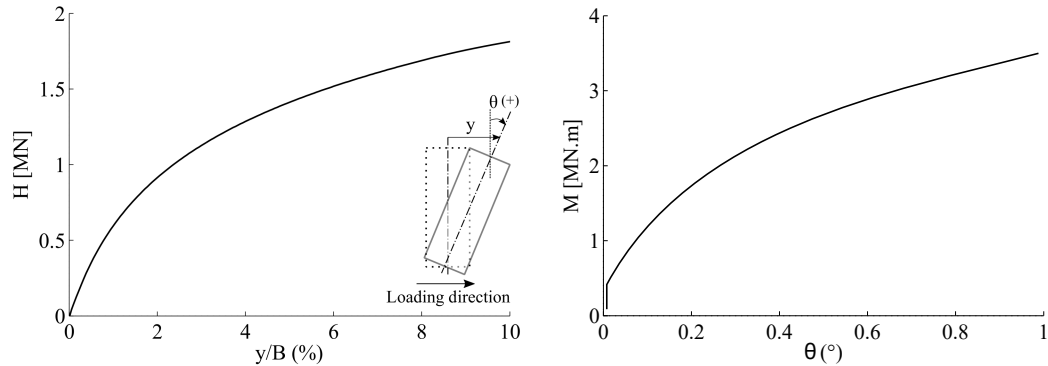 2
1.5
1
0.5
0
H [MN]
0 2 4 6 8 10
y/B (%)
θ (+)
y
Loading direction
4
3
2
1
0
M [MN.m]
0 0.2 0.4 0.6 0.8 1
θ (°)